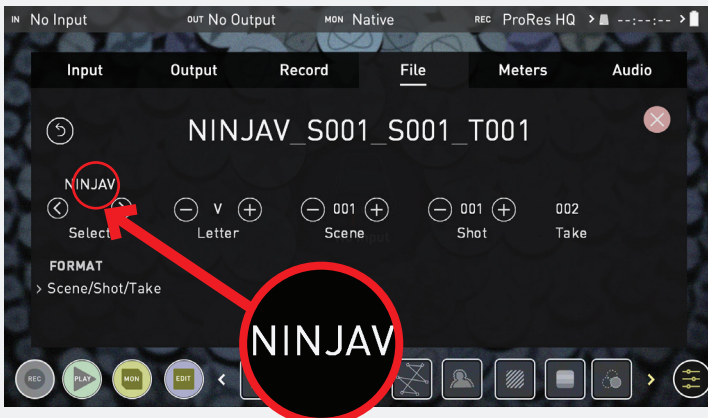 IN No Input OUT No Output MON Native REC ProRes HQ > --:--:-- >
Input Output Record File Meters Audio
NINJAV_S001_S001_T001
NINJAV
< > − V + − 001 + − 001 + 002
Select Letter Scene Shot Take
FORMAT
> Scene/Shot/Take
NINJAV
REC PLAY MON EDIT < >